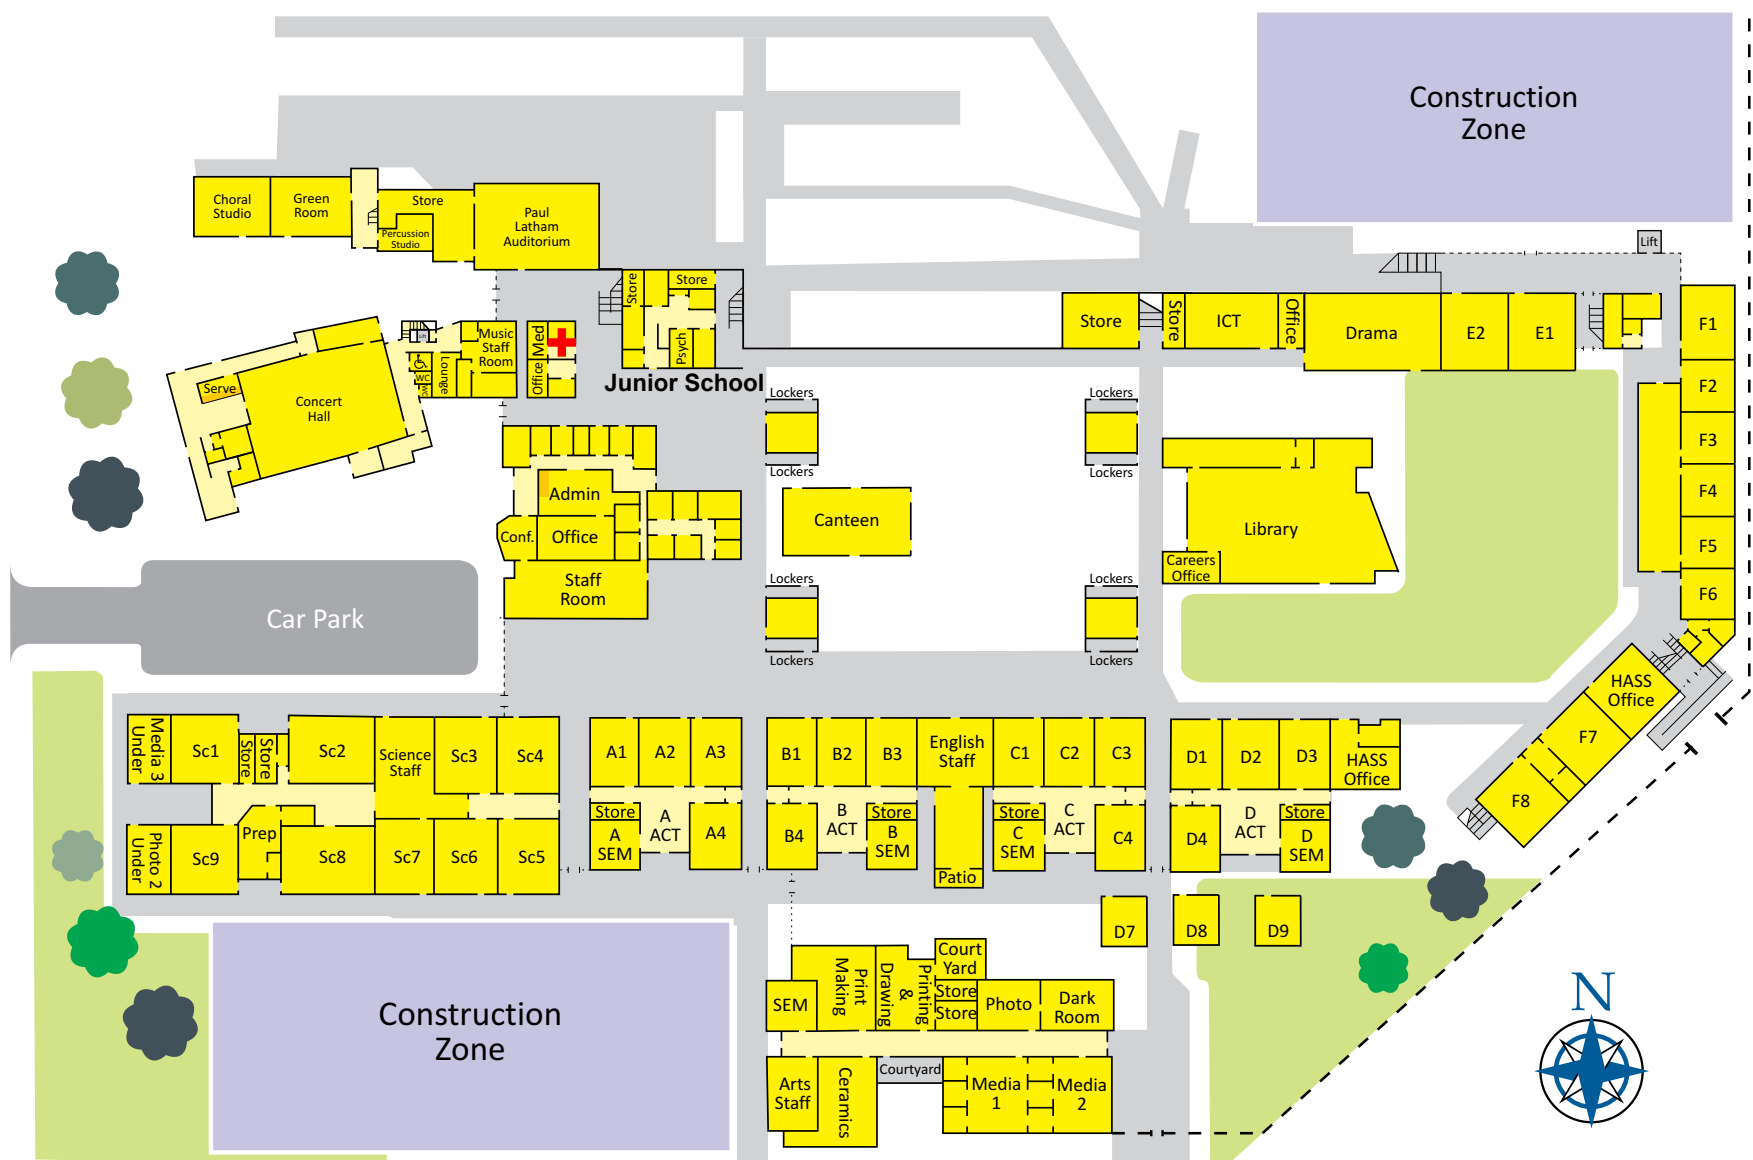 Construction
Zone
Choral
Studio
Green
Room
Store
Percussion
Studio
Paul
Latham
Auditorium
Lift
Store
Store
Psych
Junior School
Store
Store
ICT
Office
Drama
E2
E1
F1
F2
F3
F4
F5
F6
Serve
Concert
Hall
Lift
WC
WC
Lounge
Music
Staff
Room
Med
Office
Lockers
Lockers
Lockers
Lockers
Admin
Conf.
Office
Staff
Room
Canteen
Library
Careers
Office
Lockers
Lockers
Lockers
Lockers
Car Park
HASS
Office
F7
F8
Media 3
Under
Sc1
Store
Store
Sc2
Science
Staff
Sc3
Sc4
A1
A2
A3
B1
B2
B3
English
Staff
C1
C2
C3
D1
D2
D3
HASS
Office
Photo 2
Under
Sc9
Prep
Sc8
Sc7
Sc6
Sc5
Store
A
SEM
A
ACT
A4
B4
B
ACT
Store
B
SEM
Patio
Store
C
SEM
C
ACT
C4
D4
D
ACT
Store
D
SEM
D7
D8
D9
Construction
Zone
SEM
Print
Making
Printing
&
Drawing
Court
Yard
Store
Store
Photo
Dark
Room
Arts
Staff
Ceramics
Courtyard
Media
1
Media
2
N